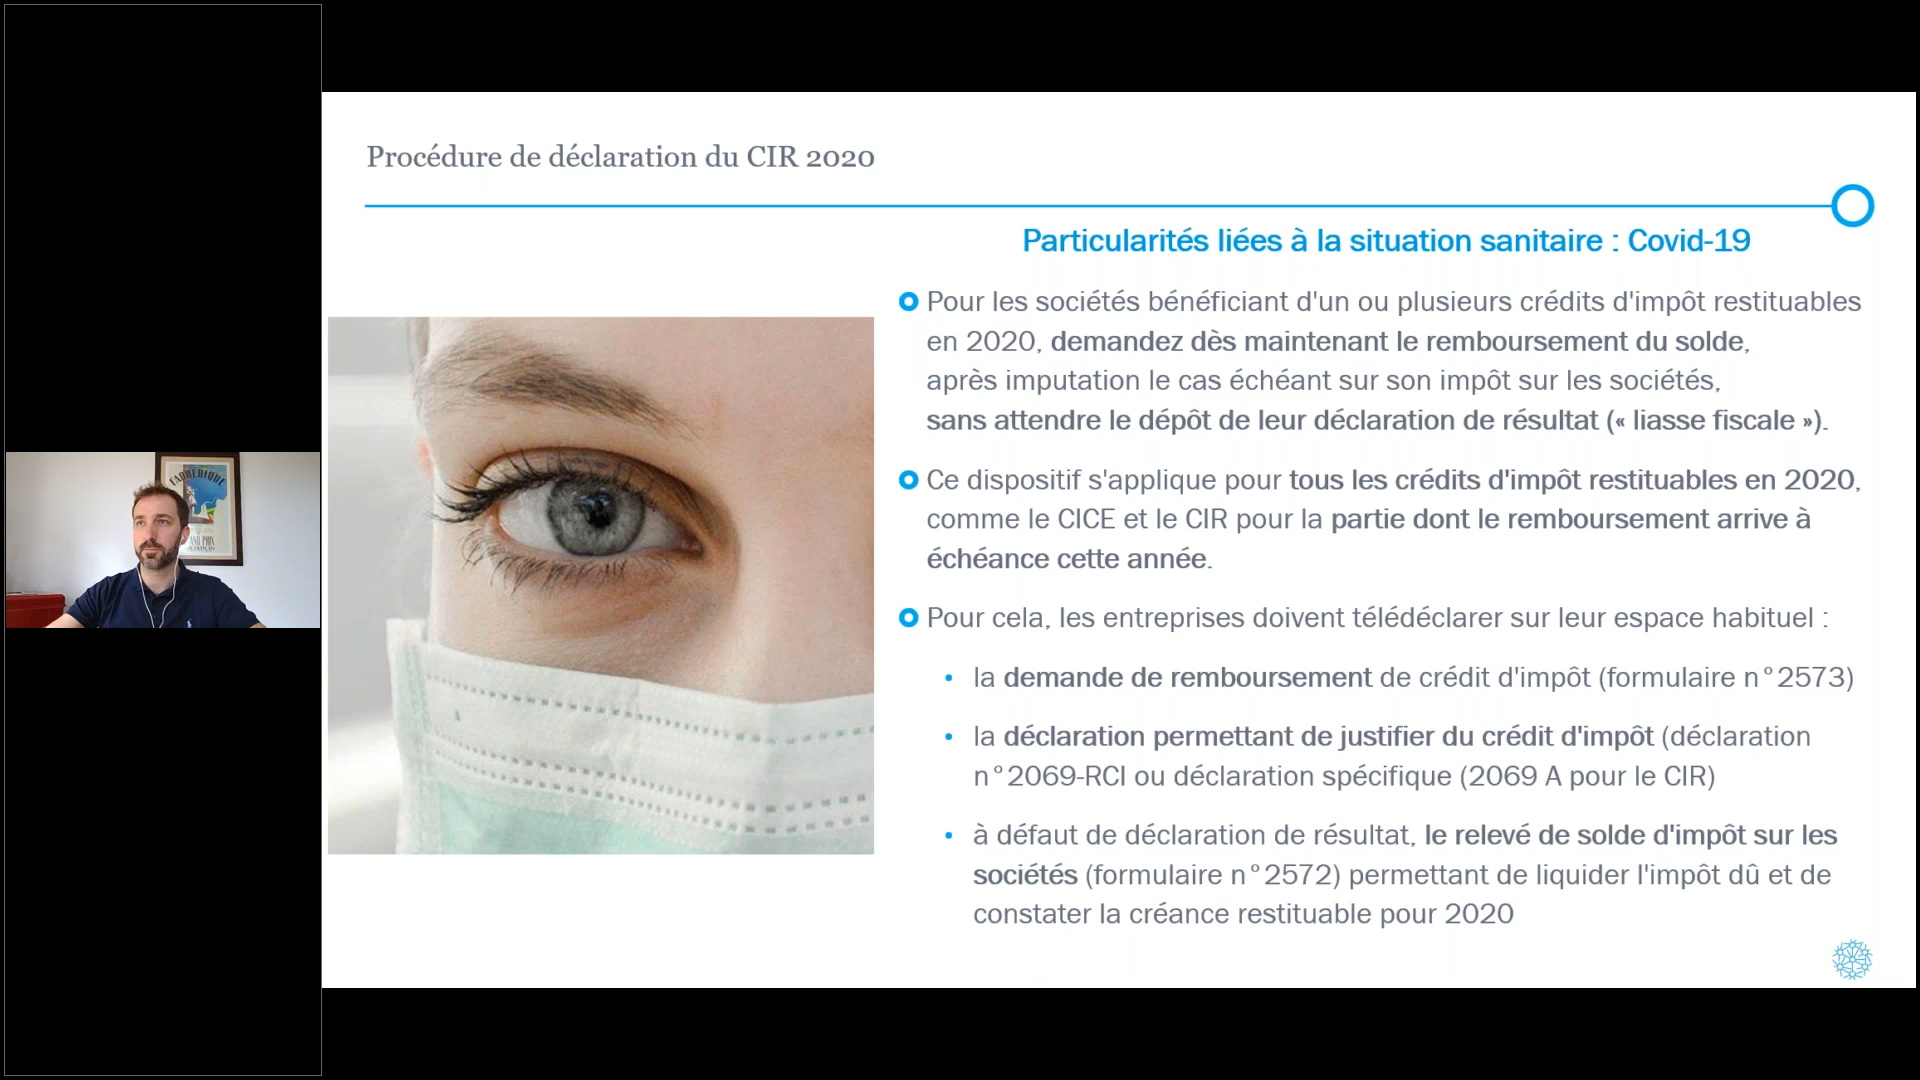 Procédure de déclaration du CIR 2020
Particularités liées à la situation sanitaire : Covid-19
Pour les sociétés bénéficiant d'un ou plusieurs crédits d'impôt restituables
en 2020, demandez dès maintenant le remboursement du solde,
après imputation le cas échéant sur son impôt sur les sociétés,
sans attendre le dépôt de leur déclaration de résultat (« liasse fiscale »).
Ce dispositif s'applique pour tous les crédits d'impôt restituables en 2020,
comme le CICE et le CIR pour la partie dont le remboursement arrive à
échéance cette année.
Pour cela, les entreprises doivent télédéclarer sur leur espace habituel :
• la demande de remboursement de crédit d'impôt (formulaire n°2573)
• la déclaration permettant de justifier du crédit d'impôt (déclaration
n°2069-RCI ou déclaration spécifique (2069 A pour le CIR)
• à défaut de déclaration de résultat, le relevé de solde d'impôt sur les
sociétés (formulaire n°2572) permettant de liquider l'impôt dû et de
constater la créance restituable pour 2020